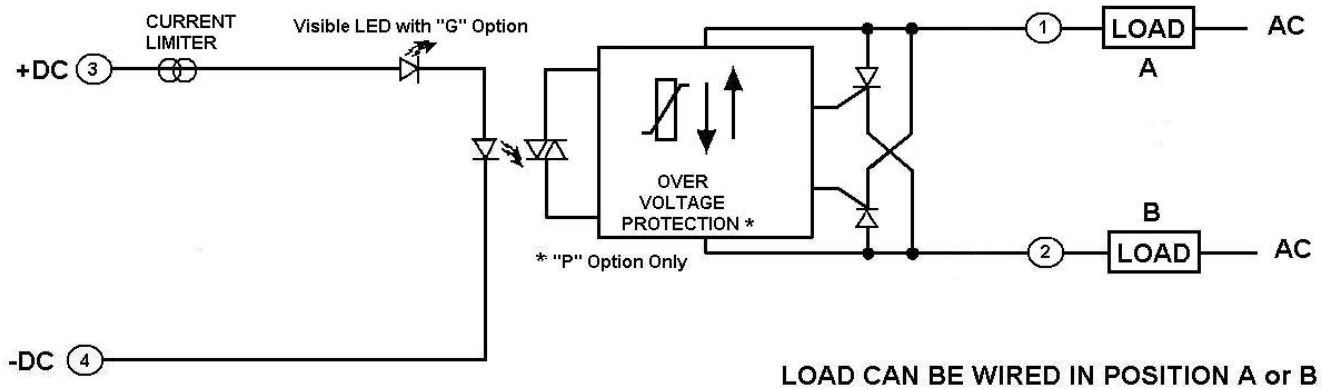 CURRENT
LIMITER
Visible LED with "G" Option
+DC 3
1 LOAD AC
A
OVER
VOLTAGE
PROTECTION *
* "P" Option Only
B
2 LOAD AC
-DC 4
LOAD CAN BE WIRED IN POSITION A or B